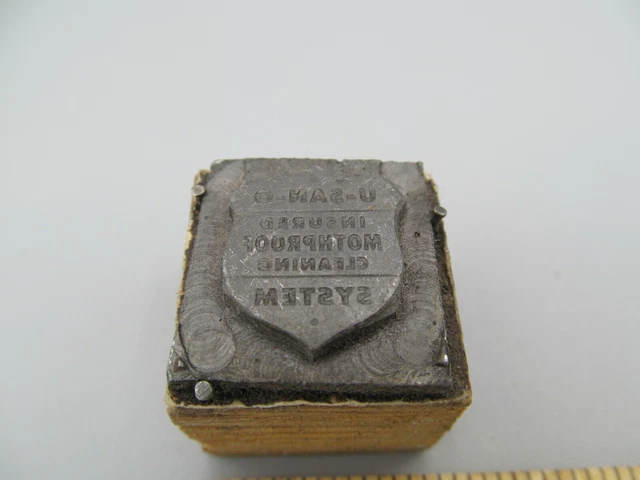 U-SAN-O
INSURED
MOTHPROOF
CLEANING
SYSTEM